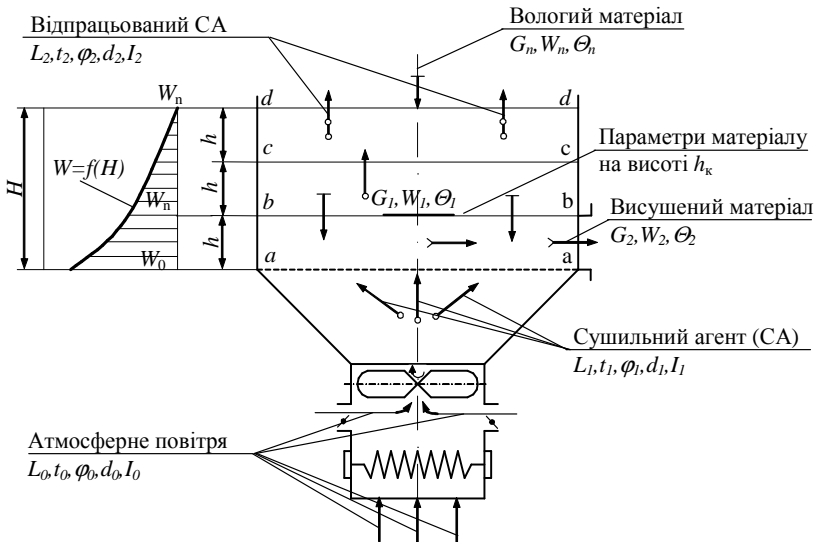 Відпрацьований СА
L2,t2,φ2,d2,I2
Вологий матеріал
Gn,Wn,Θn
Wn
d
d
h
c
c
Параметри матеріалу
на висоті hк
W=f(H)
H
h
Wn
b
G1,W1,Θ1
b
Висушений матеріал
G2,W2,Θ2
h
W0
a
a
Сушильний агент (СА)
L1,t1,φ1,d1,I1
Атмосферне повітря
L0,t0,φ0,d0,I0